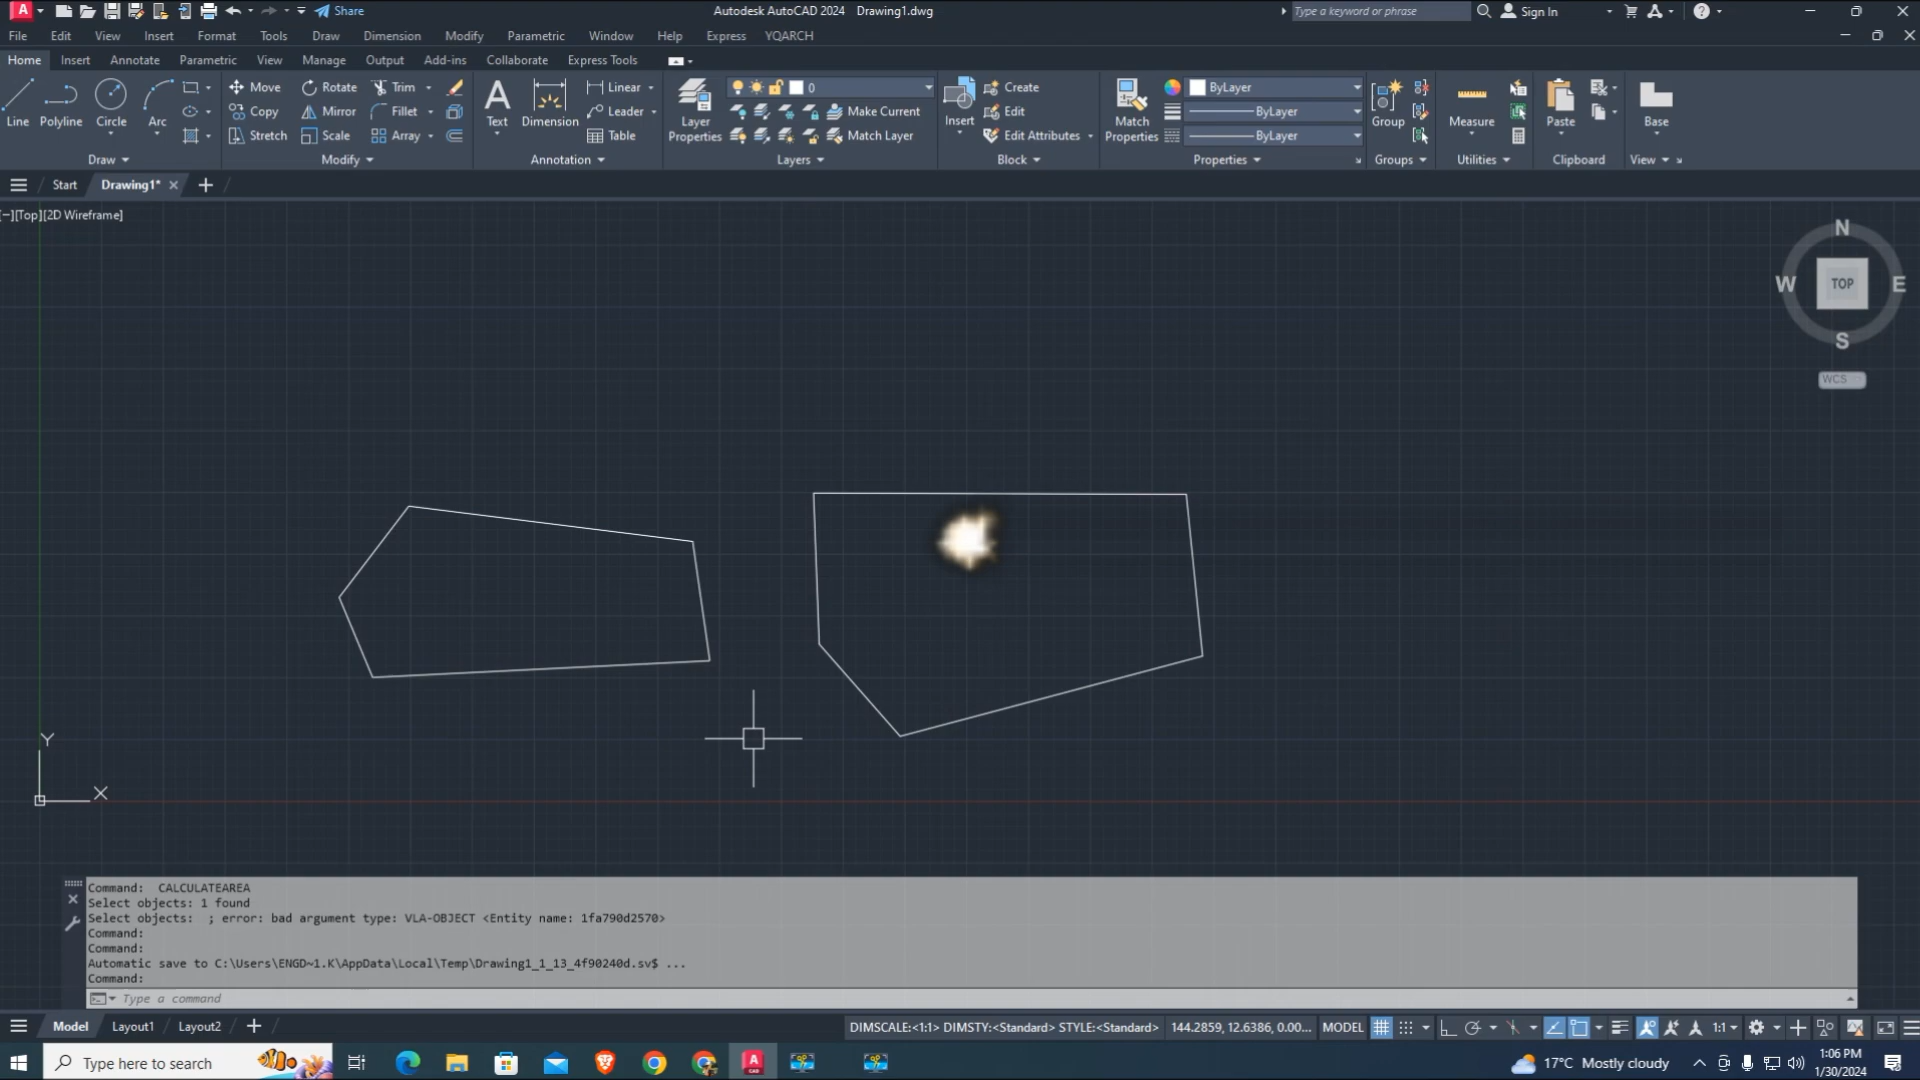 Share
Autodesk AutoCAD 2024 Drawing1.dwg
Type a keyword or phrase
Sign In
File Edit View Insert Format Tools Draw Dimension Modify Parametric Window Help Express YQARCH
Home Insert Annotate Parametric View Manage Output Add-ins Collaborate Express Tools
Line Polyline Circle Arc
Move Rotate Trim
Copy Mirror Fillet
Stretch Scale Array
Text Dimension
Linear
Leader
Table
Layer Properties
0
Make Current
Match Layer
Insert
Create
Edit
Edit Attributes
Match Properties
ByLayer
ByLayer
ByLayer
Group
Measure
Paste
Base
Draw Modify Annotation Layers Block Properties Groups Utilities Clipboard View
Start Drawing1*
[−][Top][2D Wireframe]
N
W TOP E
S
WCS
Y
X
Command: CALCULATEAREA
Select objects: 1 found
Select objects: ; error: bad argument type: VLA-OBJECT <Entity name: 1fa790d2570>
Command:
Command:
Automatic save to C:\Users\ENGD~1.K\AppData\Local\Temp\Drawing1_1_13_4f90240d.sv$ ...
Command:
Type a command
Model Layout1 Layout2
DIMSCALE:<1:1> DIMSTY:<Standard> STYLE:<Standard> 144.2859, 12.6386, 0.00... MODEL 1:1
Type here to search
17°C Mostly cloudy
1:06 PM
1/30/2024